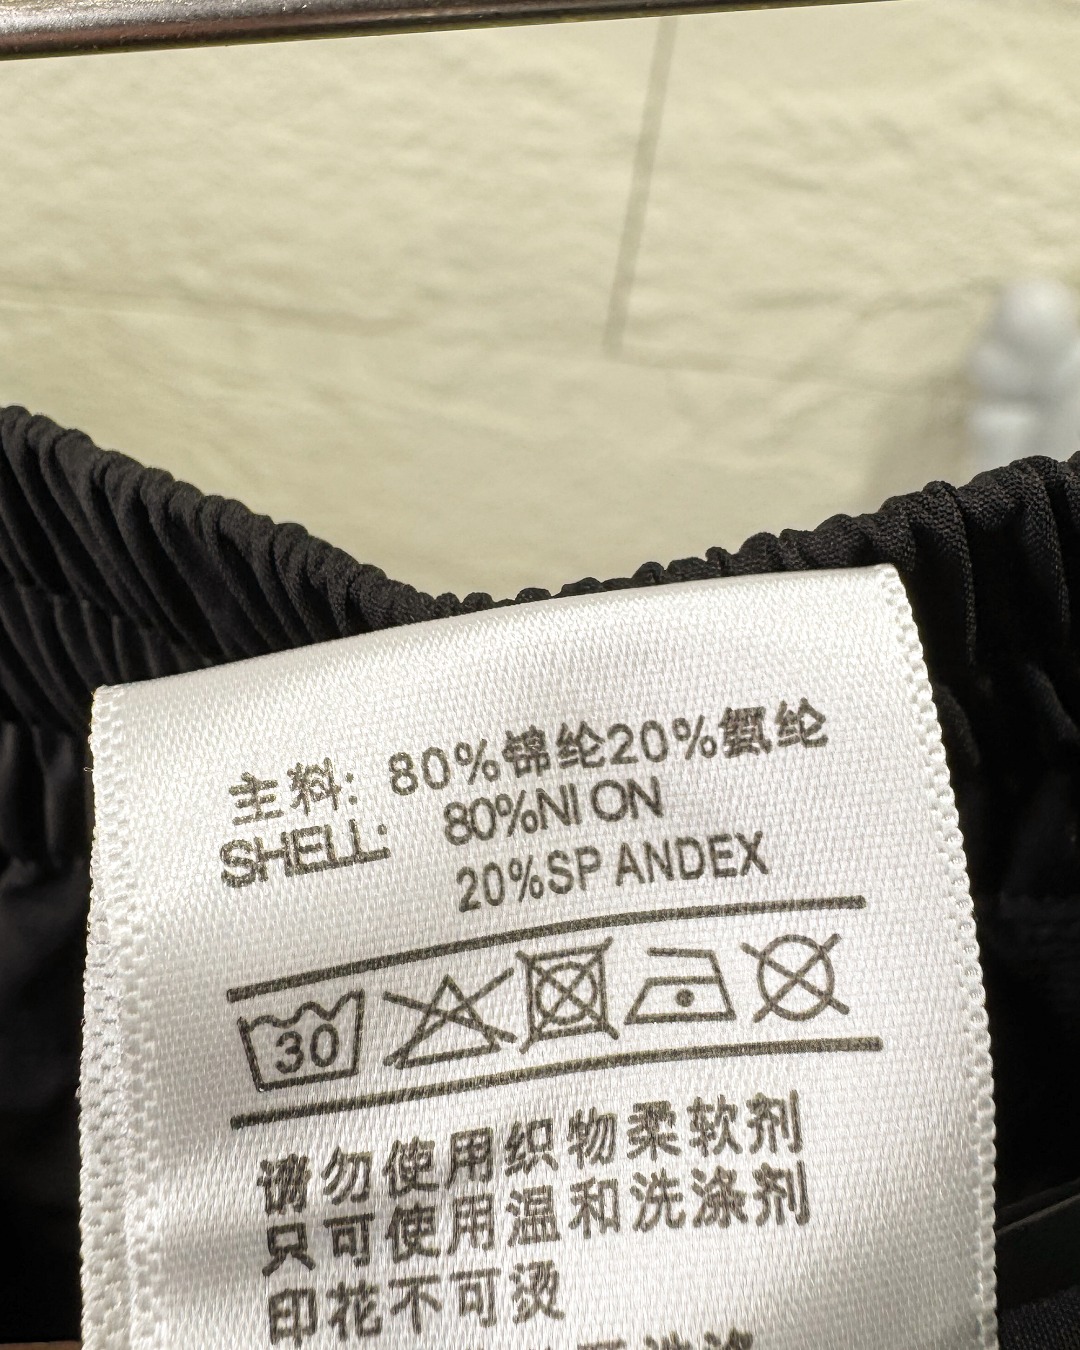 主料: 80%锦纶20%氨纶
SHELL: 80%NI ON
20%SP ANDEX
30
请勿使用织物柔软剂
只可使用温和洗涤剂
印花不可烫